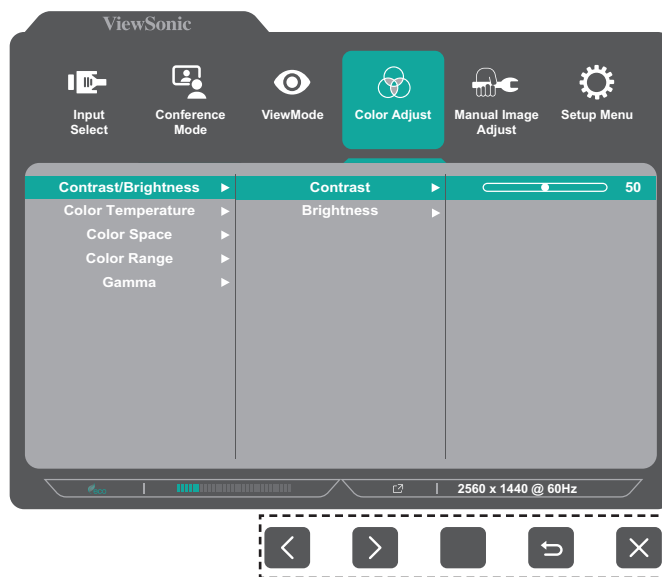 ViewSonic
Input Select
Conference Mode
ViewMode
Color Adjust
Manual Image Adjust
Setup Menu
Contrast/Brightness
Contrast
50
Color Temperature
Brightness
Color Space
Color Range
Gamma
2560 x 1440 @ 60Hz